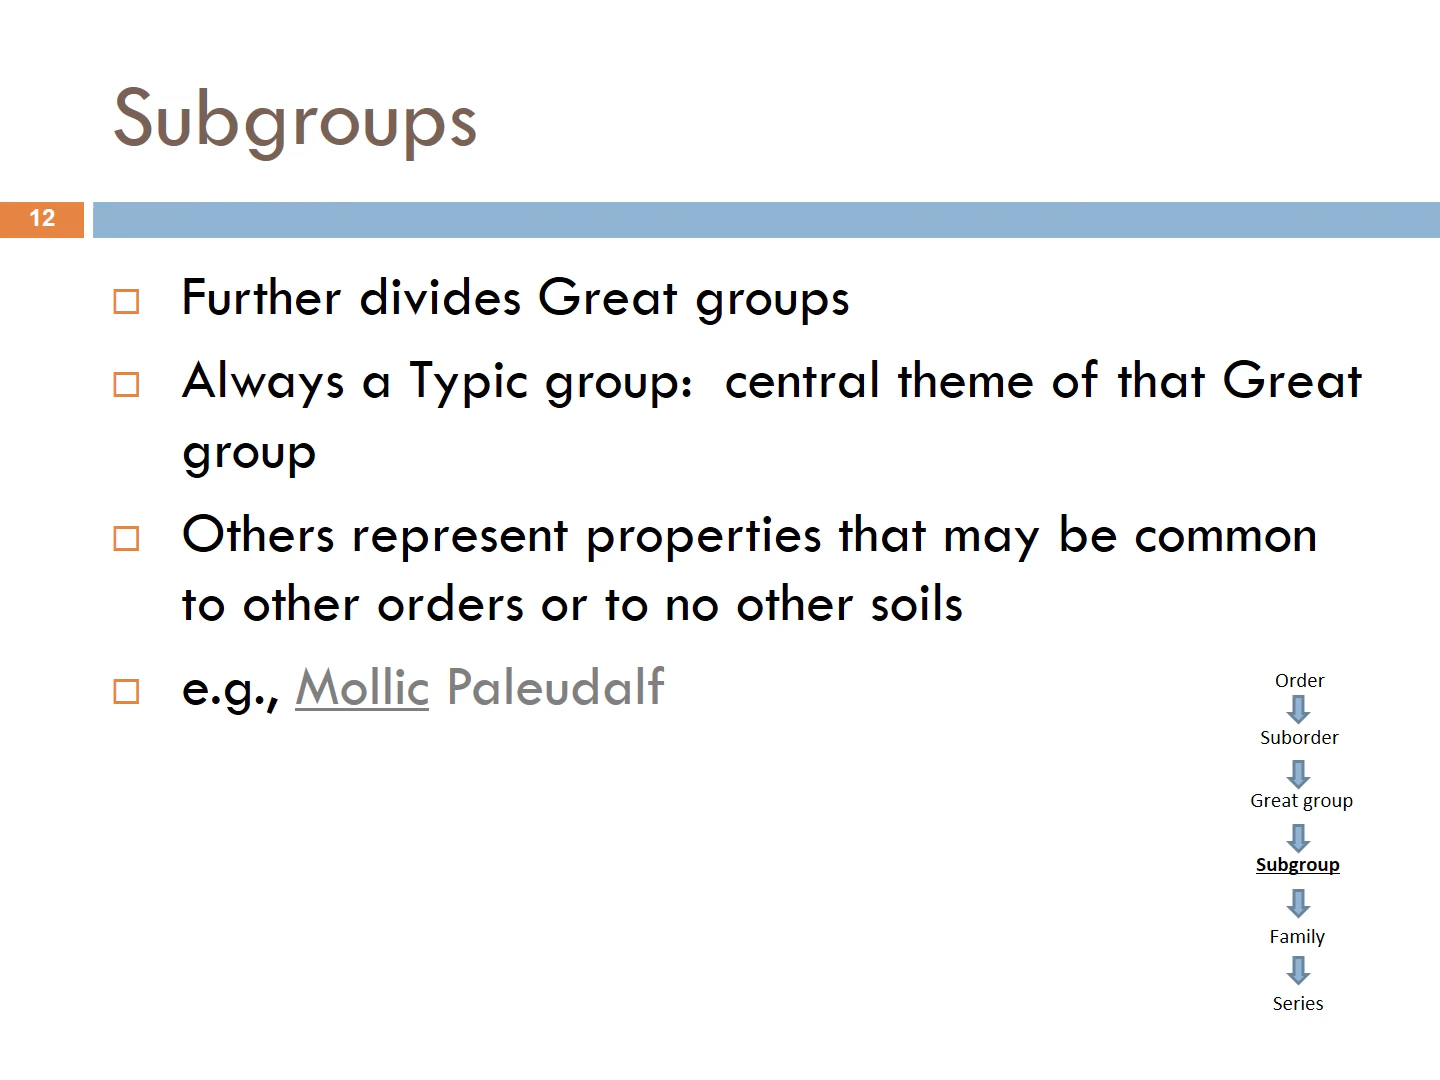 Subgroups
12
Further divides Great groups
Always a Typic group: central theme of that Great
group
Others represent properties that may be common
to other orders or to no other soils
e.g., Mollic Paleudalf
Order
Suborder
Great group
Subgroup
Family
Series